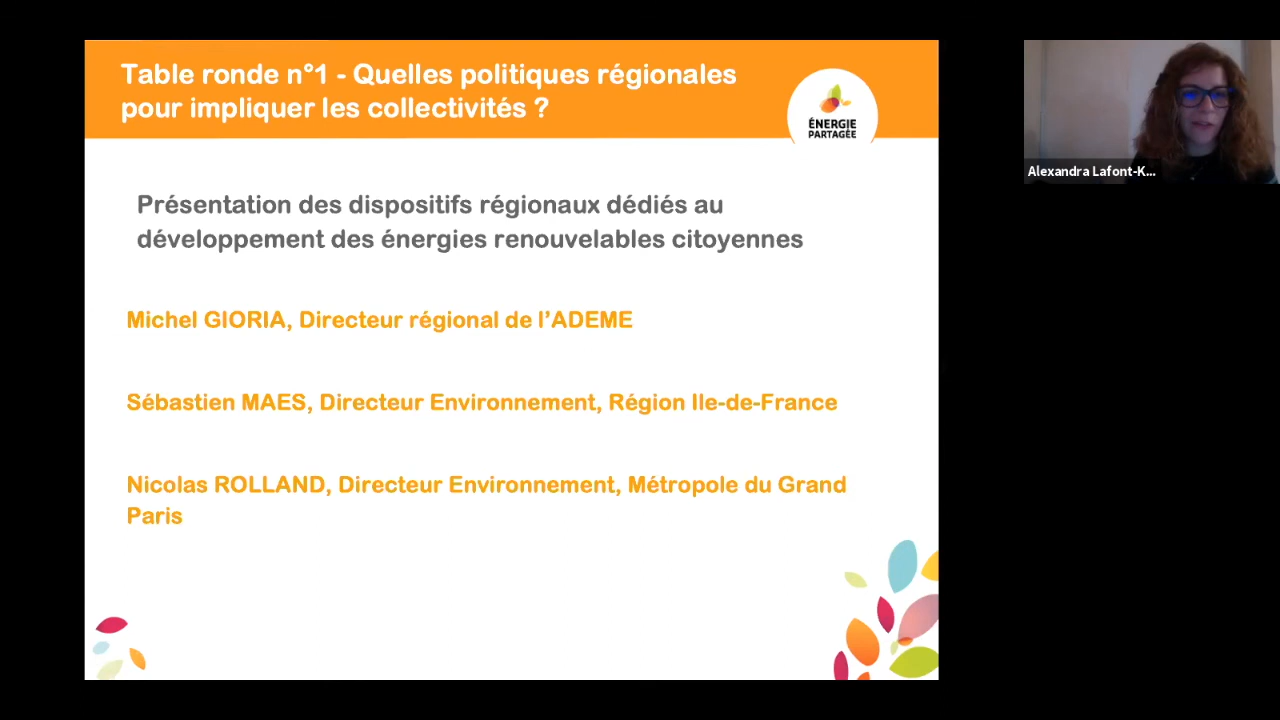 Table ronde n°1 - Quelles politiques régionales
pour impliquer les collectivités ?
ÉNERGIE
PARTAGÉE
Alexandra Lafont-K...
Présentation des dispositifs régionaux dédiés au
développement des énergies renouvelables citoyennes
Michel GIORIA, Directeur régional de l’ADEME
Sébastien MAES, Directeur Environnement, Région Ile-de-France
Nicolas ROLLAND, Directeur Environnement, Métropole du Grand
Paris